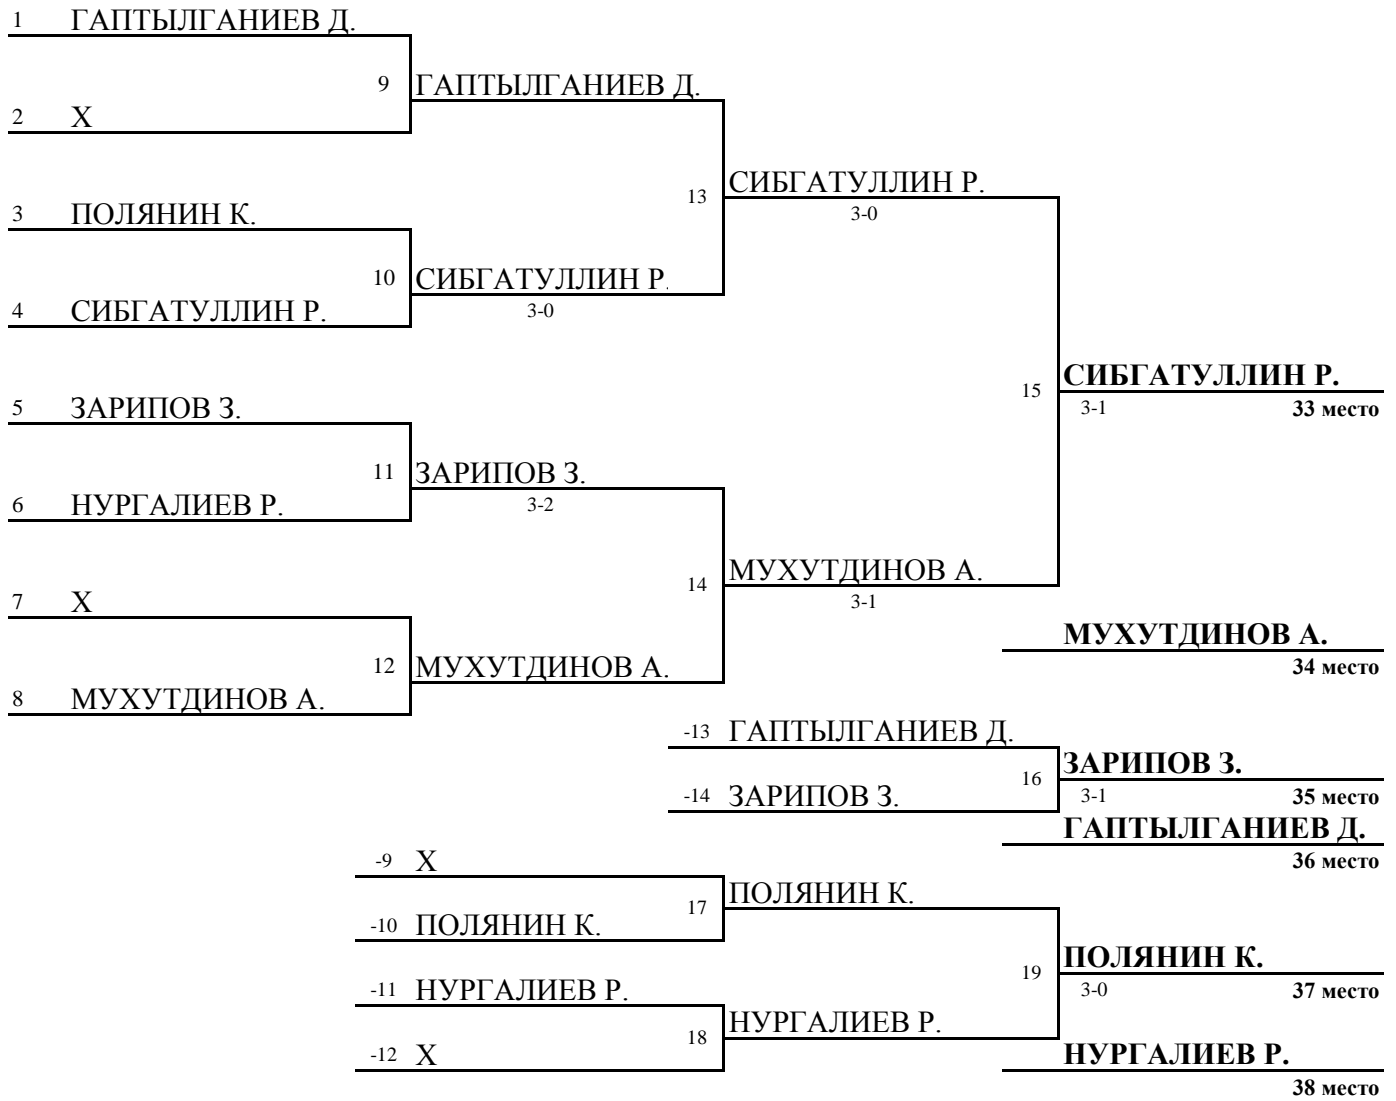 1 ГАПТЫЛГАНИЕВ Д.
9 ГАПТЫЛГАНИЕВ Д.
2 X
13 СИБГАТУЛЛИН Р.
3-0
3 ПОЛЯНИН К.
10 СИБГАТУЛЛИН Р.
3-0
4 СИБГАТУЛЛИН Р.
15 СИБГАТУЛЛИН Р.
3-1 33 место
5 ЗАРИПОВ З.
11 ЗАРИПОВ З.
3-2
6 НУРГАЛИЕВ Р.
14 МУХУТДИНОВ А.
3-1
7 X
МУХУТДИНОВ А.
34 место
12 МУХУТДИНОВ А.
8 МУХУТДИНОВ А.
-13 ГАПТЫЛГАНИЕВ Д.
16 ЗАРИПОВ З.
-14 ЗАРИПОВ З.
3-1 35 место
ГАПТЫЛГАНИЕВ Д.
36 место
-9 X
17 ПОЛЯНИН К.
-10 ПОЛЯНИН К.
19 ПОЛЯНИН К.
3-0 37 место
-11 НУРГАЛИЕВ Р.
18 НУРГАЛИЕВ Р.
-12 X
НУРГАЛИЕВ Р.
38 место